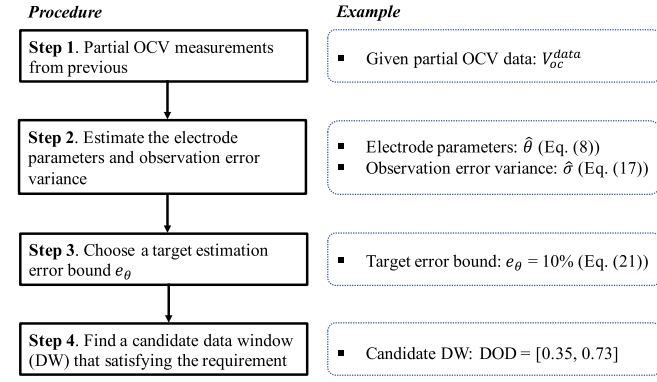 Procedure
Example
Step 1. Partial OCV measurements
from previous
▪ Given partial OCV data: V_oc^data
Step 2. Estimate the electrode
parameters and observation error
variance
▪ Electrode parameters: θ̂ (Eq. (8))
▪ Observation error variance: σ̂ (Eq. (17))
Step 3. Choose a target estimation
error bound e_θ
▪ Target error bound: e_θ = 10% (Eq. (21))
Step 4. Find a candidate data window
(DW) that satisfying the requirement
▪ Candidate DW: DOD = [0.35, 0.73]